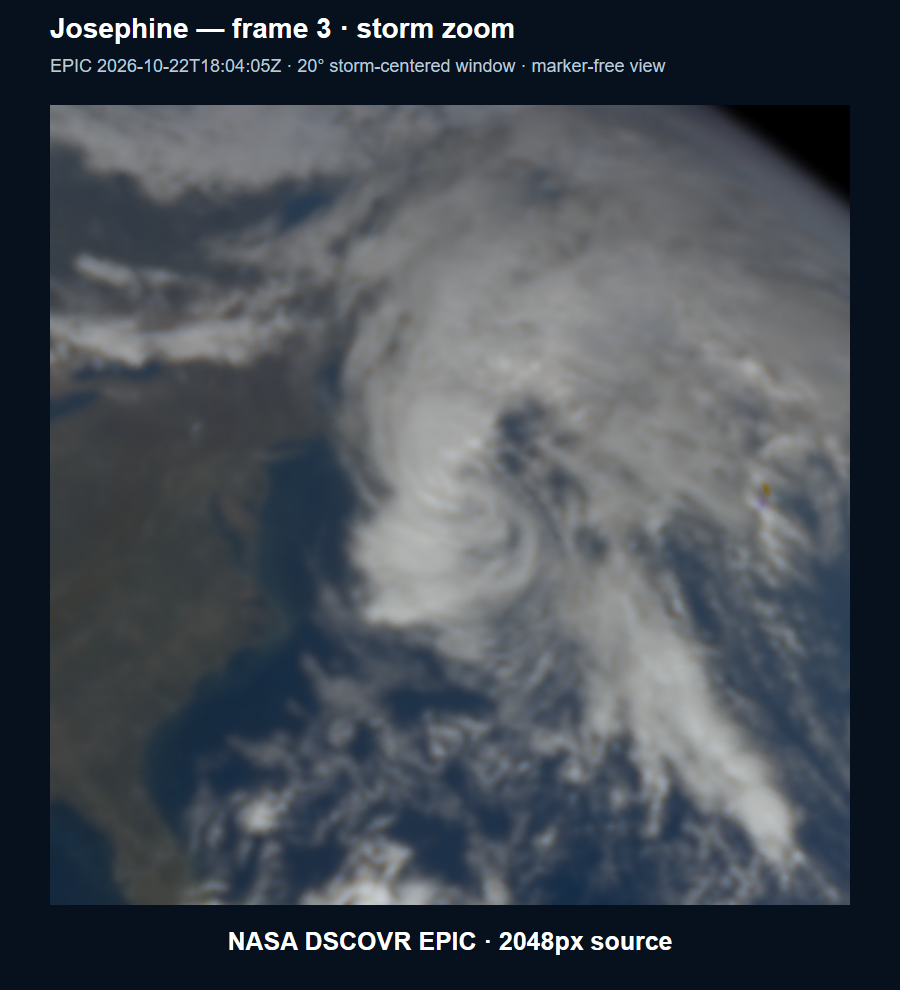 Josephine — frame 3 · storm zoom
EPIC 2026-10-22T18:04:05Z · 20° storm-centered window · marker-free view
NASA DSCOVR EPIC · 2048px source